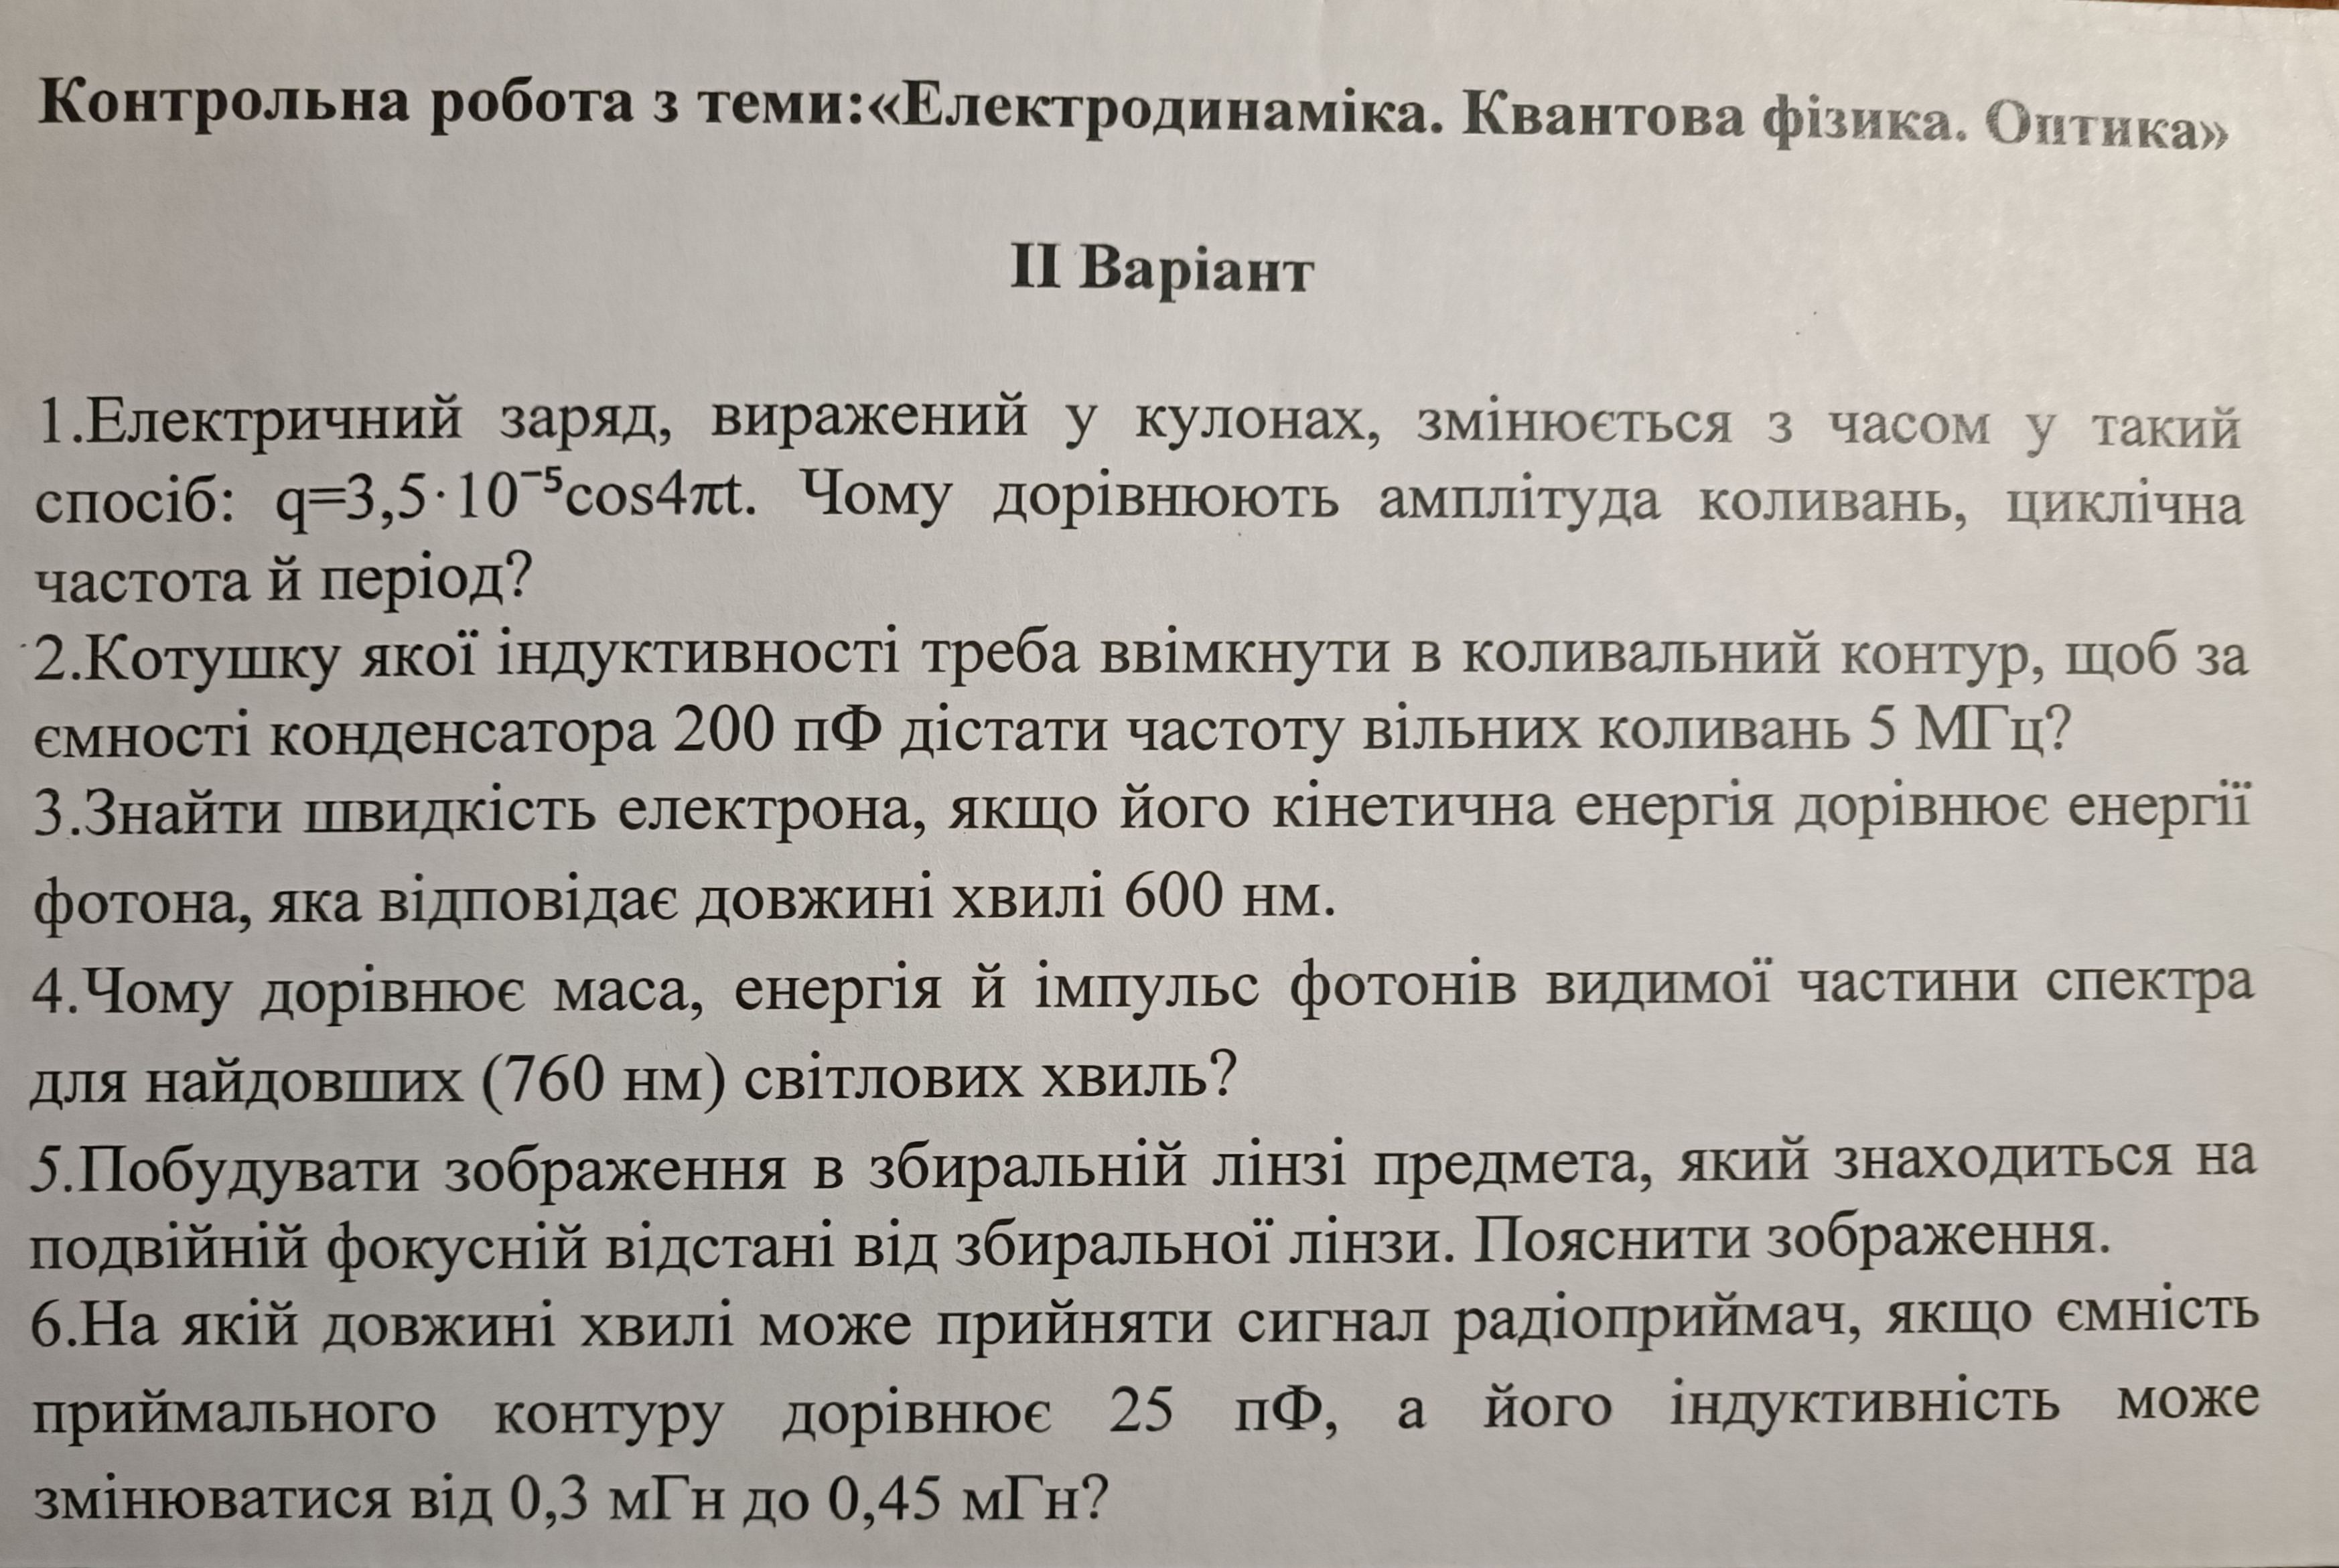 Контрольна робота з теми:«Електродинаміка. Квантова фізика. Оптика»
II Варіант
1.Електричний заряд, виражений у кулонах, змінюється з часом у такий
спосіб: q=3,5·10⁻⁵cos4πt. Чому дорівнюють амплітуда коливань, циклічна
частота й період?
2.Котушку якої індуктивності треба ввімкнути в коливальний контур, щоб за
ємності конденсатора 200 пФ дістати частоту вільних коливань 5 МГц?
3.Знайти швидкість електрона, якщо його кінетична енергія дорівнює енергії
фотона, яка відповідає довжині хвилі 600 нм.
4.Чому дорівнює маса, енергія й імпульс фотонів видимої частини спектра
для найдовших (760 нм) світлових хвиль?
5.Побудувати зображення в збиральній лінзі предмета, який знаходиться на
подвійній фокусній відстані від збиральної лінзи. Пояснити зображення.
6.На якій довжині хвилі може прийняти сигнал радіоприймач, якщо ємність
приймального контуру дорівнює 25 пФ, а його індуктивність може
змінюватися від 0,3 мГн до 0,45 мГн?